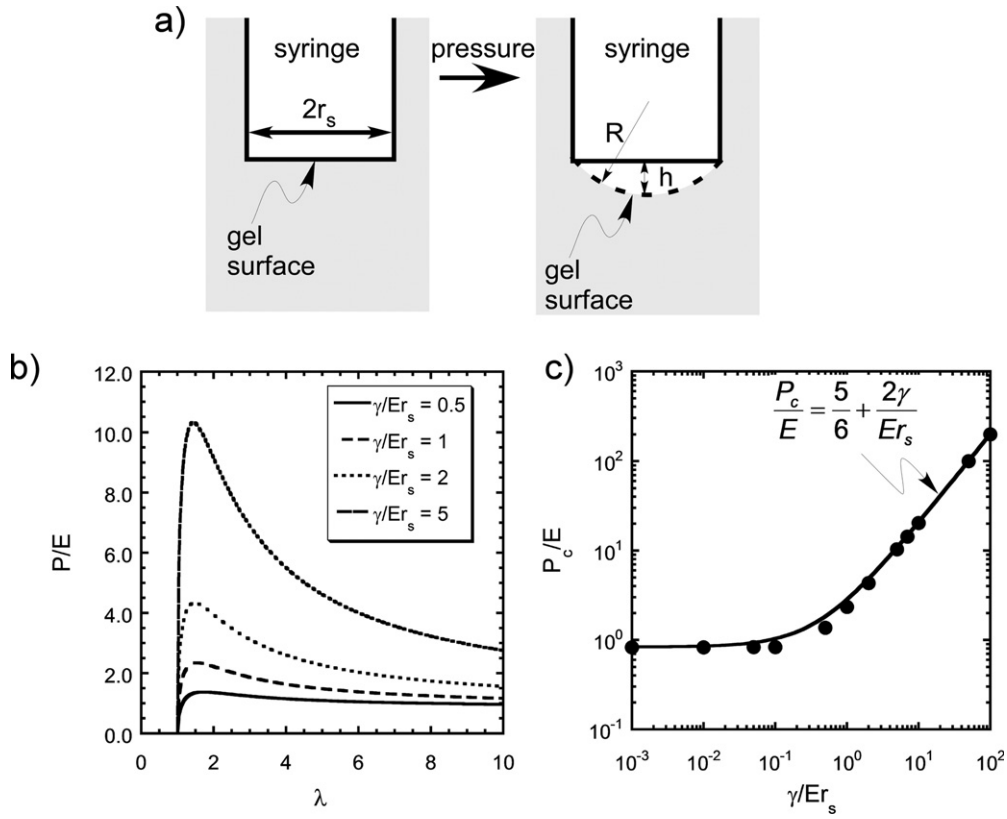 a)
syringe
pressure
syringe
2r_s
R
h
gel
surface
gel
surface
b)
12.0
10.0
8.0
6.0
4.0
2.0
0.0
P/E
0 2 4 6 8 10
λ
γ/Er_s = 0.5
γ/Er_s = 1
γ/Er_s = 2
γ/Er_s = 5
c)
10^3
10^2
10^1
10^0
10^-1
P_c/E
10^-3 10^-2 10^-1 10^0 10^1 10^2
γ/Er_s
P_c/E = 5/6 + 2γ/Er_s